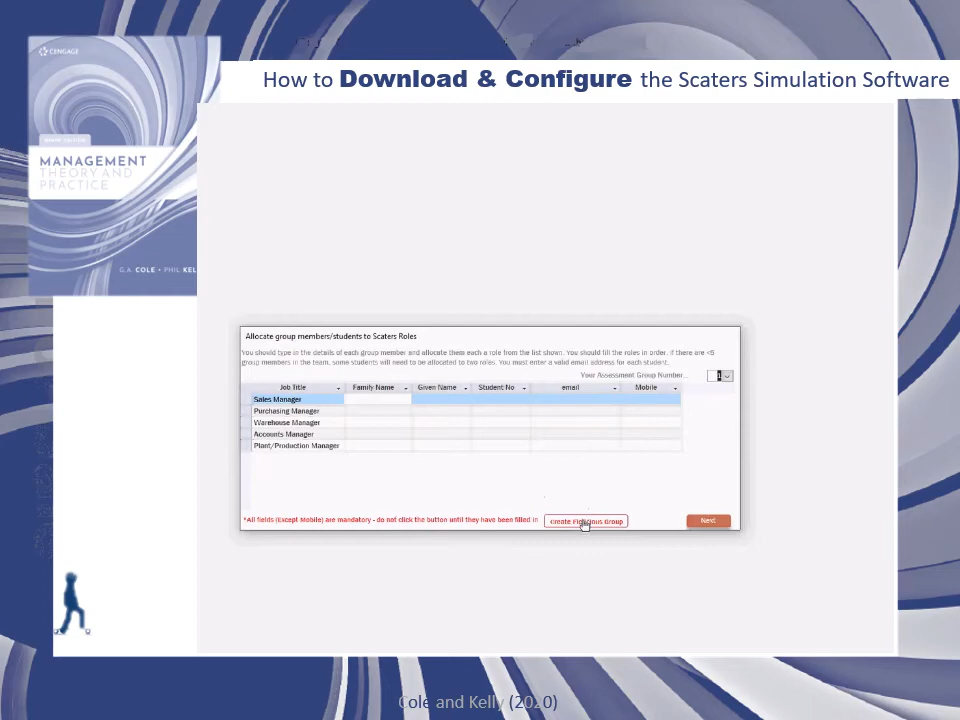 CENGAGE
How to Download & Configure the Scaters Simulation Software
MANAGEMENT
THEORY AND
PRACTICE
G.A. COLE • PHIL KEL
Allocate group members/students to Scaters Roles
You should type in the details of each group member and allocate them each a role from the list shown. You should fill the roles in order. If there are <5
group members in the team, some students will need to be allocated to two roles. You must enter a valid email address for each student.
Your Assessment Group Number...
Job Title Family Name Given Name Student No email Mobile
Sales Manager
Purchasing Manager
Warehouse Manager
Accounts Manager
Plant/Production Manager
*All fields (Except Mobile) are mandatory - do not click the button until they have been filled in
Create Fictitious Group
Next
Cole and Kelly (2020)